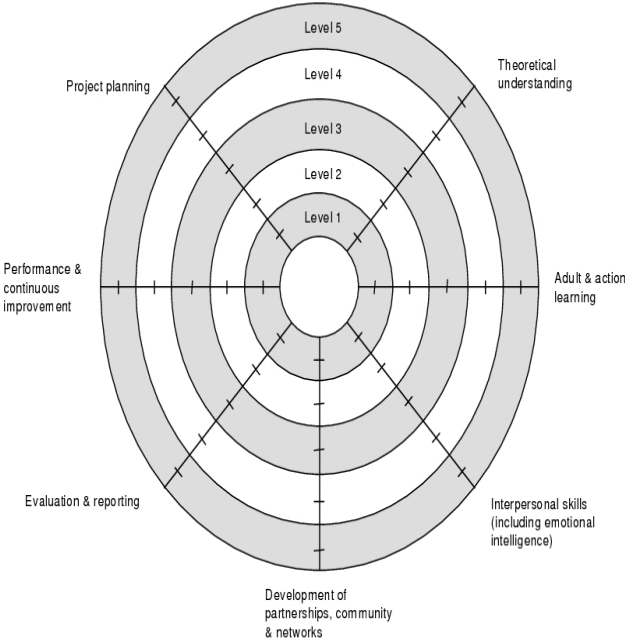 Level 5
Theoretical
understanding
Level 4
Project planning
Level 3
Level 2
Level 1
Performance &
continuous
improvement
Adult & action
learning
Evaluation & reporting
Interpersonal skills
(including emotional
intelligence)
Development of
partnerships, community
& networks